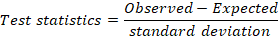 Test statistics = Observed − Expected / standard deviation